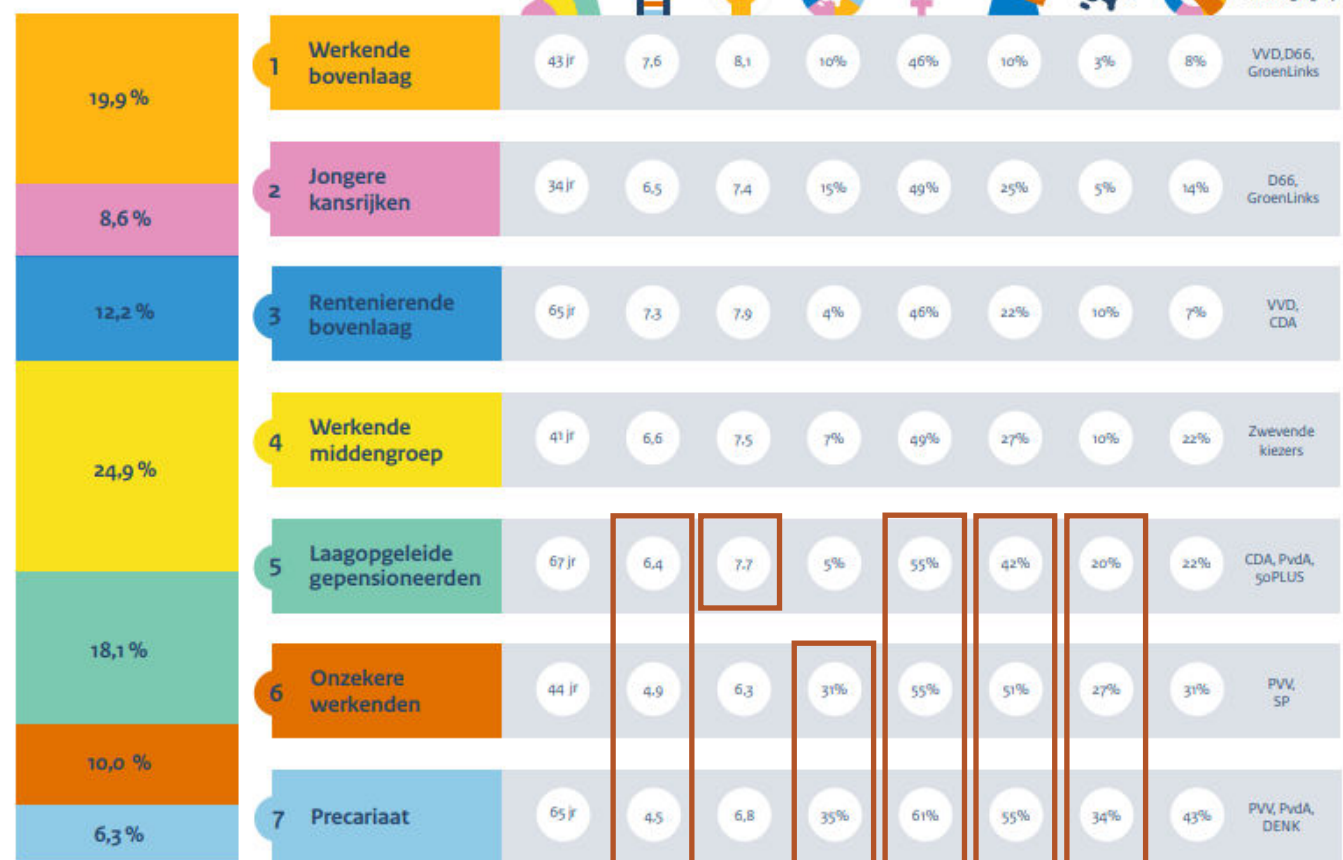 19,9 %
8,6 %
12,2 %
24,9 %
18,1 %
10,0 %
6,3 %
1 Werkende
bovenlaag
43 jr 7,6 8,1 10% 46% 10% 3% 8% VVD,D66,
GroenLinks
2 Jongere
kansrijken
34 jr 6,5 7,4 15% 49% 25% 5% 14% D66,
GroenLinks
3 Rentenierende
bovenlaag
65 jr 7,3 7,9 4% 46% 22% 10% 7% VVD,
CDA
4 Werkende
middengroep
41 jr 6,6 7,5 7% 49% 27% 10% 22% Zwevende
kiezers
5 Laagopgeleide
gepensioneerden
67 jr 6,4 7,7 5% 55% 42% 20% 22% CDA, PvdA,
50PLUS
6 Onzekere
werkenden
44 jr 4,9 6,3 31% 55% 51% 27% 31% PVV,
SP
7 Precariaat
65 jr 4,5 6,8 35% 61% 55% 34% 43% PVV, PvdA,
DENK